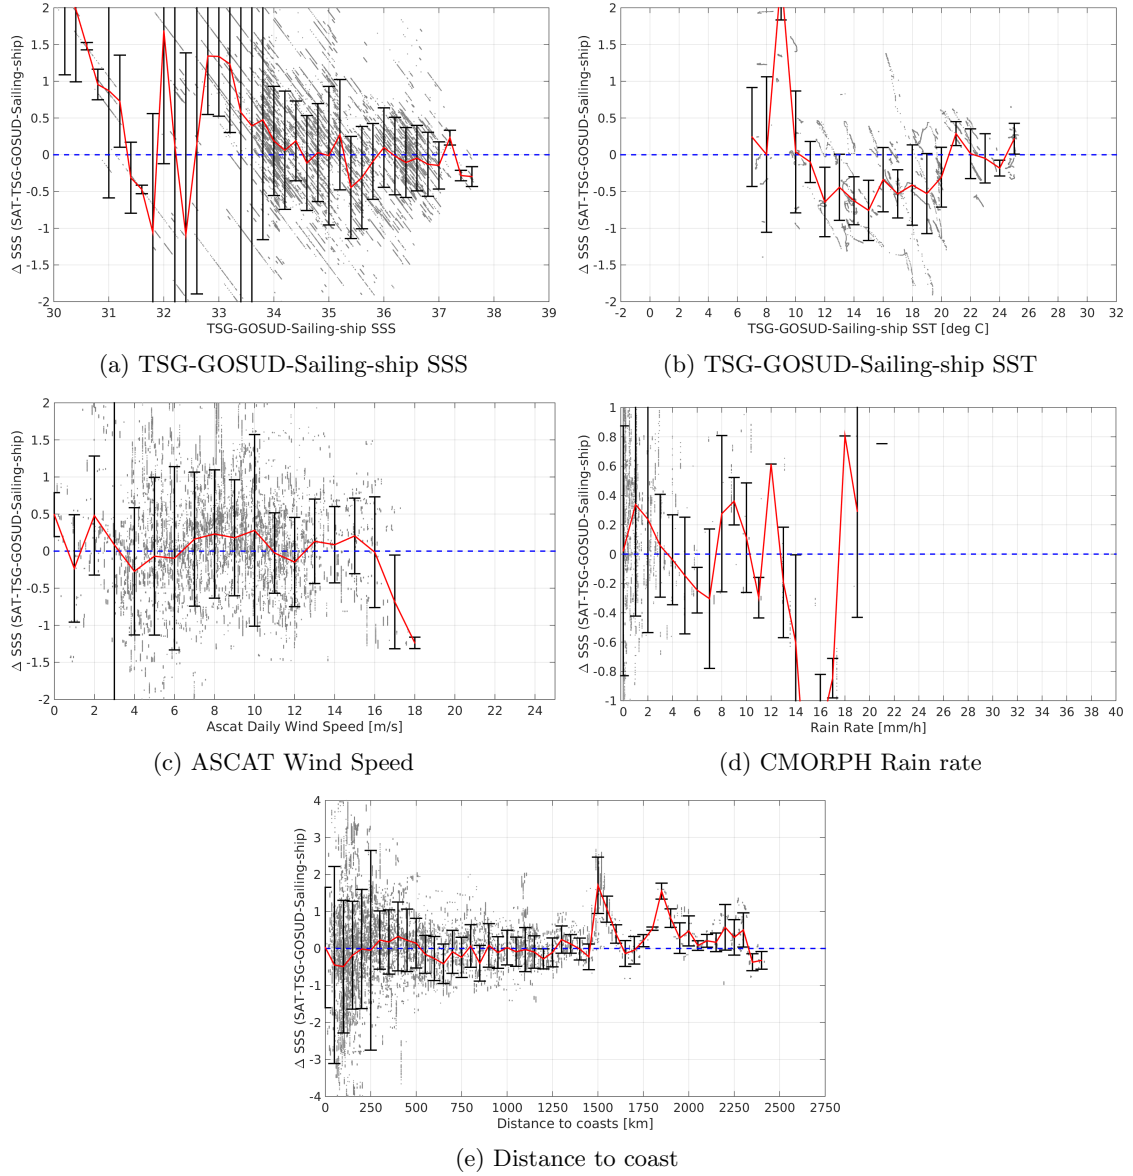 2
1.5
1
0.5
0
-0.5
-1
-1.5
-2
Δ SSS (SAT-TSG-GOSUD-Sailing-ship)
30 31 32 33 34 35 36 37 38 39
TSG-GOSUD-Sailing-ship SSS
(a) TSG-GOSUD-Sailing-ship SSS
2
1.5
1
0.5
0
-0.5
-1
-1.5
-2
Δ SSS (SAT-TSG-GOSUD-Sailing-ship)
-2 0 2 4 6 8 10 12 14 16 18 20 22 24 26 28 30 32
TSG-GOSUD-Sailing-ship SST [deg C]
(b) TSG-GOSUD-Sailing-ship SST
2
1.5
1
0.5
0
-0.5
-1
-1.5
-2
Δ SSS (SAT-TSG-GOSUD-Sailing-ship)
0 2 4 6 8 10 12 14 16 18 20 22 24
Ascat Daily Wind Speed [m/s]
(c) ASCAT Wind Speed
1
0.8
0.6
0.4
0.2
0
-0.2
-0.4
-0.6
-0.8
-1
Δ SSS (SAT-TSG-GOSUD-Sailing-ship)
0 2 4 6 8 10 12 14 16 18 20 22 24 26 28 30 32 34 36 38 40
Rain Rate [mm/h]
(d) CMORPH Rain rate
4
3
2
1
0
-1
-2
-3
-4
Δ SSS (SAT-TSG-GOSUD-Sailing-ship)
0 250 500 750 1000 1250 1500 1750 2000 2250 2500 2750
Distance to coasts [km]
(e) Distance to coast